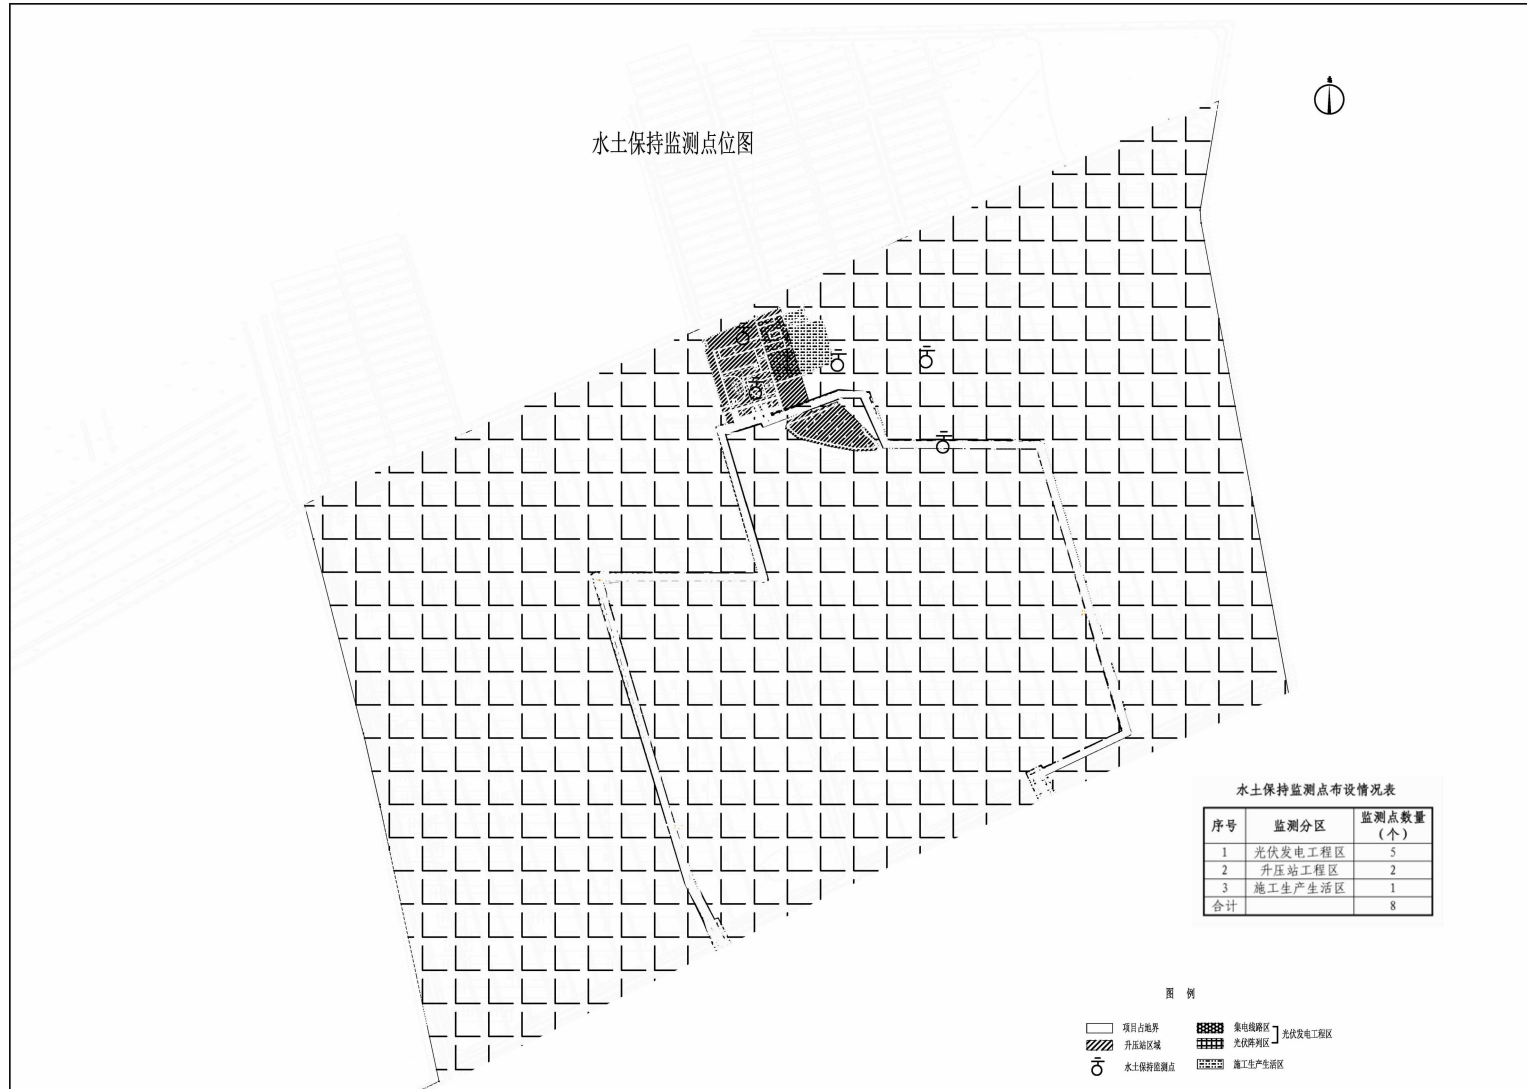 北
水土保持监测点位图
水土保持监测点布设情况表
序号 监测分区 监测点数量(个)
1 光伏发电工程区 5
2 升压站工程区 2
3 施工生产生活区 1
合计 8
图 例
项目占地界 集电线路区
光伏发电工程区
升压站区域 光伏阵列区
水土保持监测点 施工生产生活区